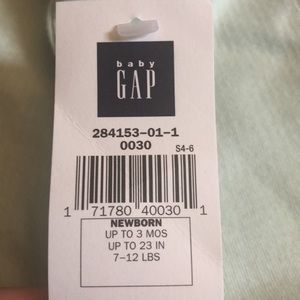 baby
GAP
284153-01-1
0030 S4-6
1 71780 40030 1
NEWBORN
UP TO 3 MOS
UP TO 23 IN
7-12 LBS